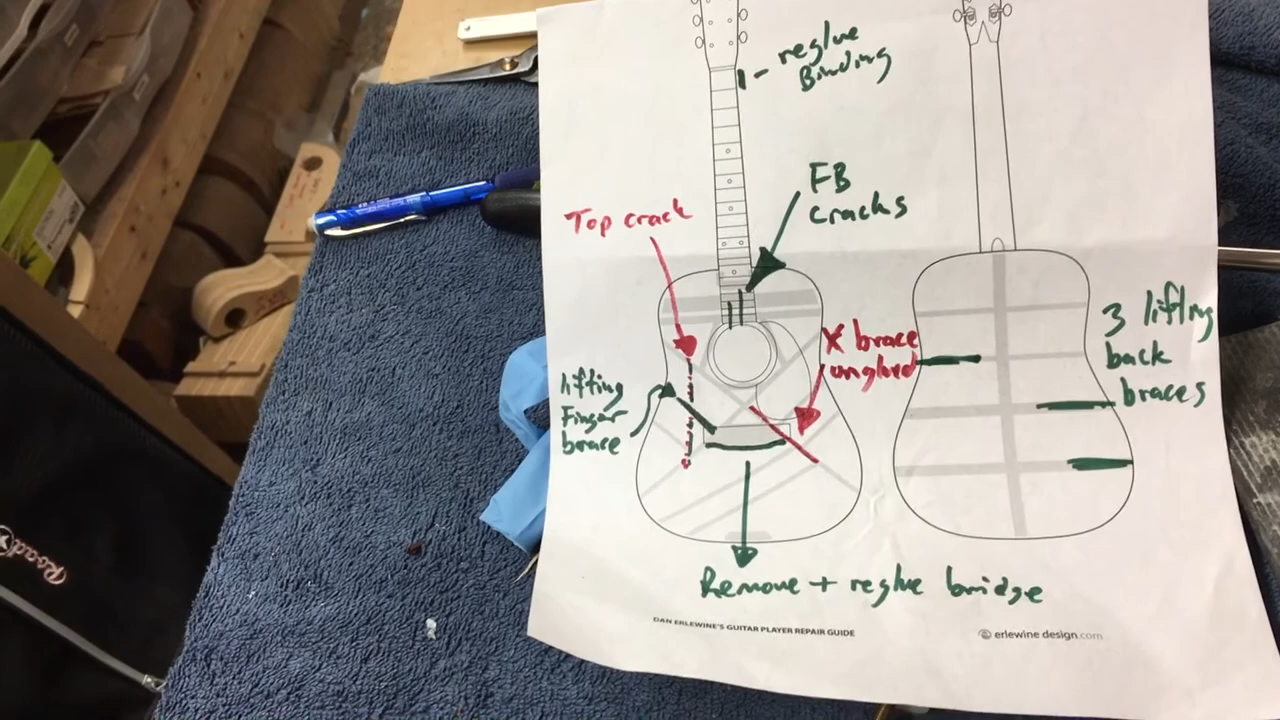 reglue
Binding
FB
cracks
Top crack
X brace
unglued
3 lifting
back
braces
lifting
Finger
brace
Remove + reglue bridge
DAN ERLEWINE'S GUITAR PLAYER REPAIR GUIDE
erlewine design.com
Road